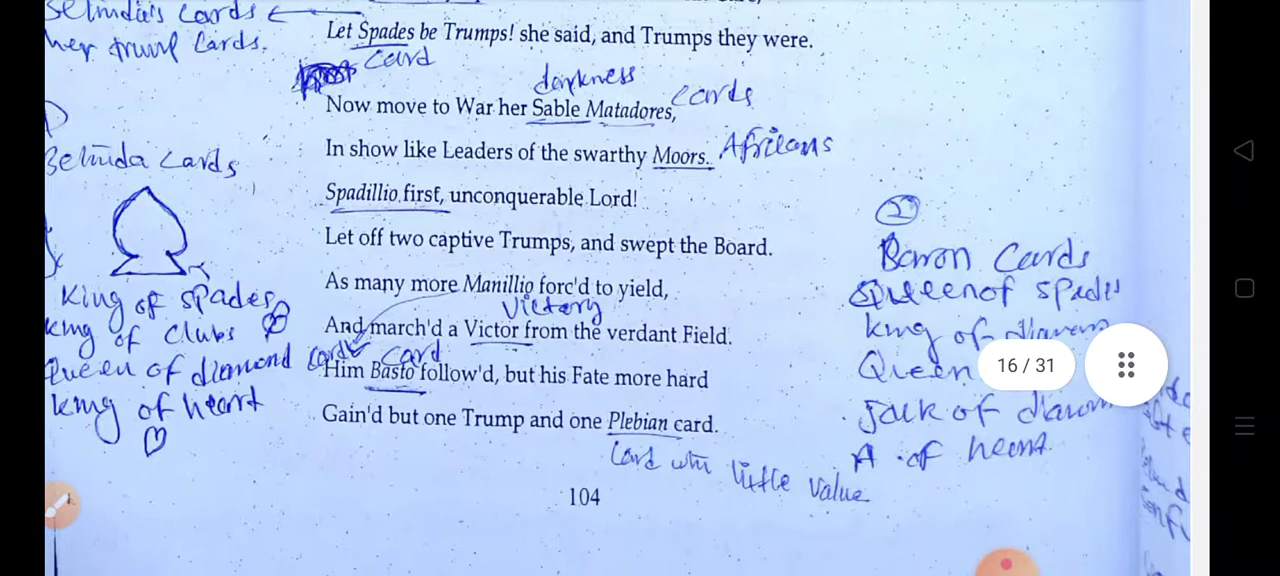 Belinda's cards
her trump cards.
Let Spades be Trumps! she said, and Trumps they were.
card
darkness
cards
Now move to War her Sable Matadores,
In show like Leaders of the swarthy Moors.
Africans
Belinda cards
Spadillio first, unconquerable Lord!
Let off two captive Trumps, and swept the Board.
As many more Manillio forc'd to yield,
victory
And march'd a Victor from the verdant Field.
card
card
Him Basto follow'd, but his Fate more hard
Gain'd but one Trump and one Plebian card.
Card with little value
King of spades
King of clubs
Queen of diamond
king of heart
Baron Cards
Queen of spades
king of
Queen
Jack of
A of heart.
16 / 31
104